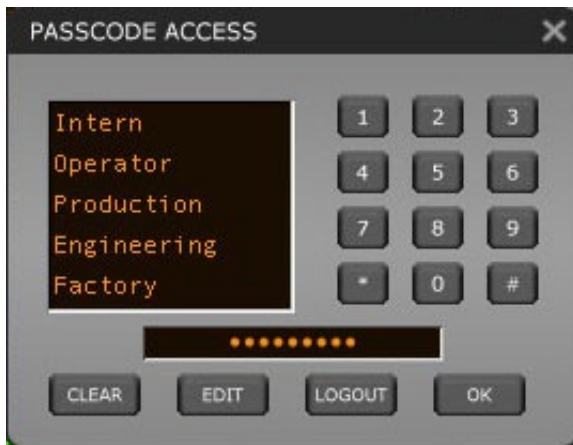 PASSCODE ACCESS
Intern
Operator
Production
Engineering
Factory
1 2 3
4 5 6
7 8 9
* 0 #
•••••••••
CLEAR EDIT LOGOUT OK